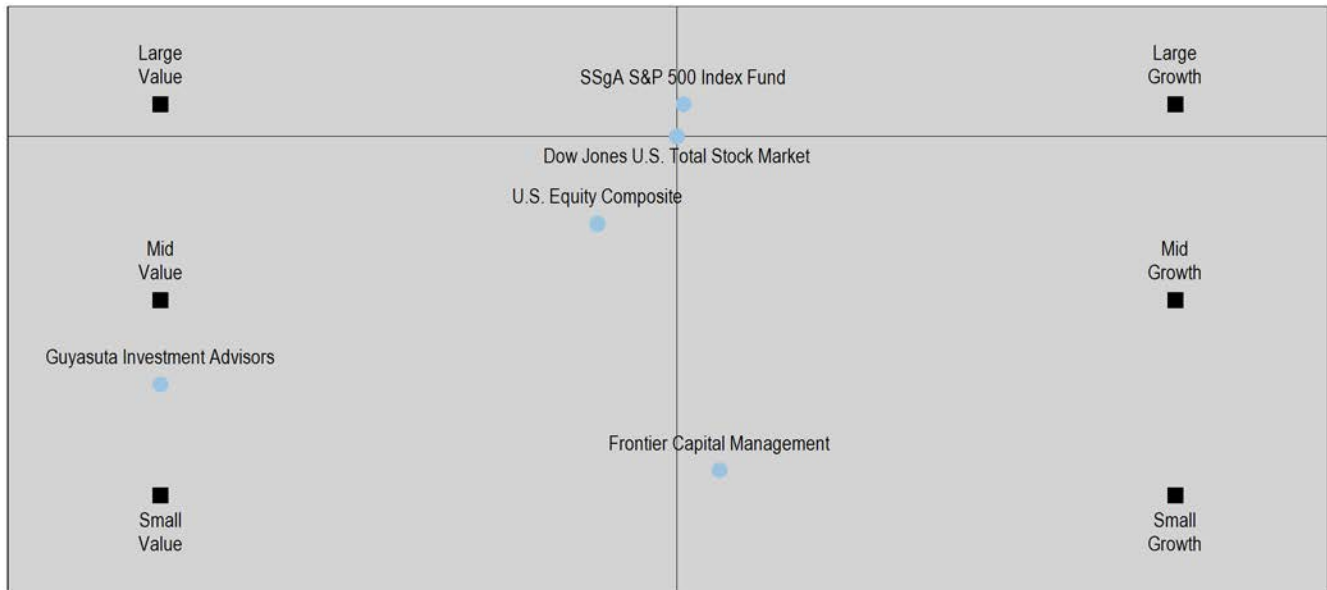 Large
Value
SSgA S&P 500 Index Fund
Large
Growth
Dow Jones U.S. Total Stock Market
U.S. Equity Composite
Mid
Value
Mid
Growth
Guyasuta Investment Advisors
Frontier Capital Management
Small
Value
Small
Growth